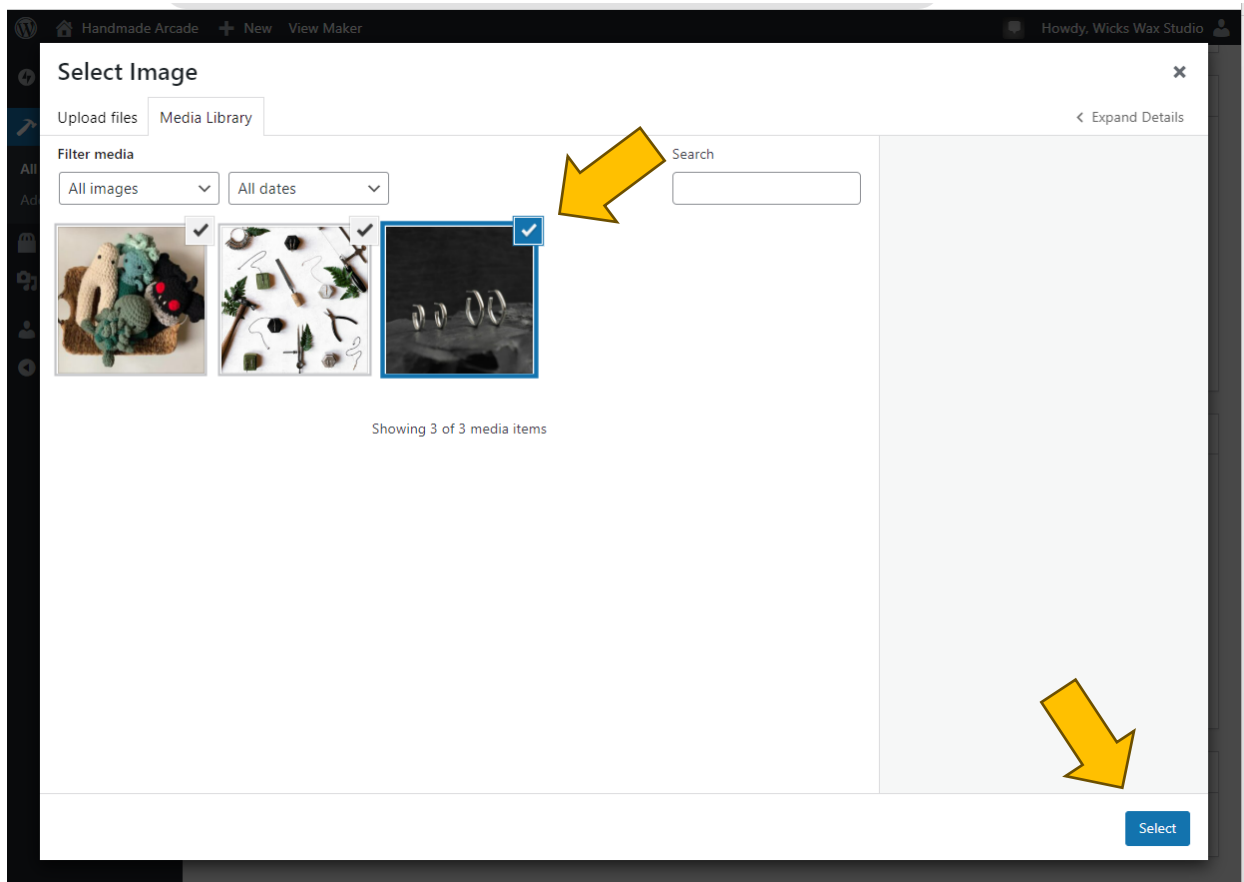 Handmade Arcade New View Maker Howdy, Wicks Wax Studio
Select Image
Upload files Media Library Expand Details
Filter media Search
All
All images All dates
Showing 3 of 3 media items
Select